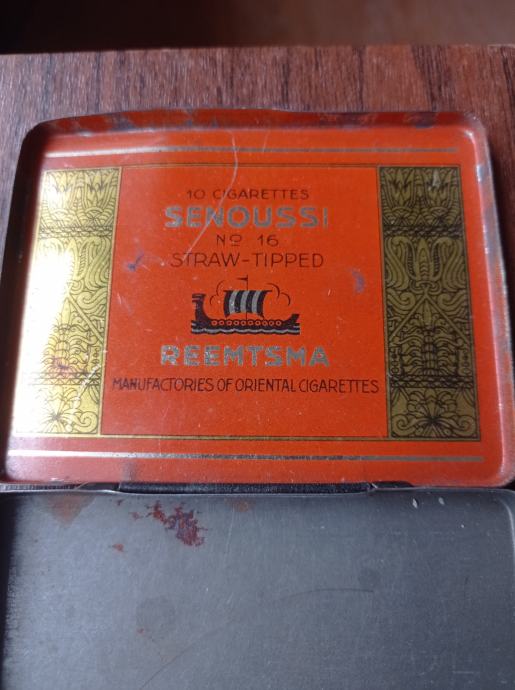 10 CIGARETTES
SENOUSSI
Nº 16
STRAW-TIPPED
REEMTSMA
MANUFACTORIES OF ORIENTAL CIGARETTES